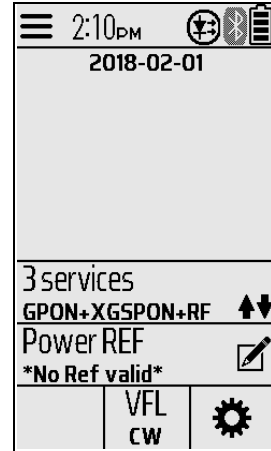 2:10PM
2018-02-01
3 services
GPON+XGSPON+RF
Power REF
*No Ref valid*
VFL
CW